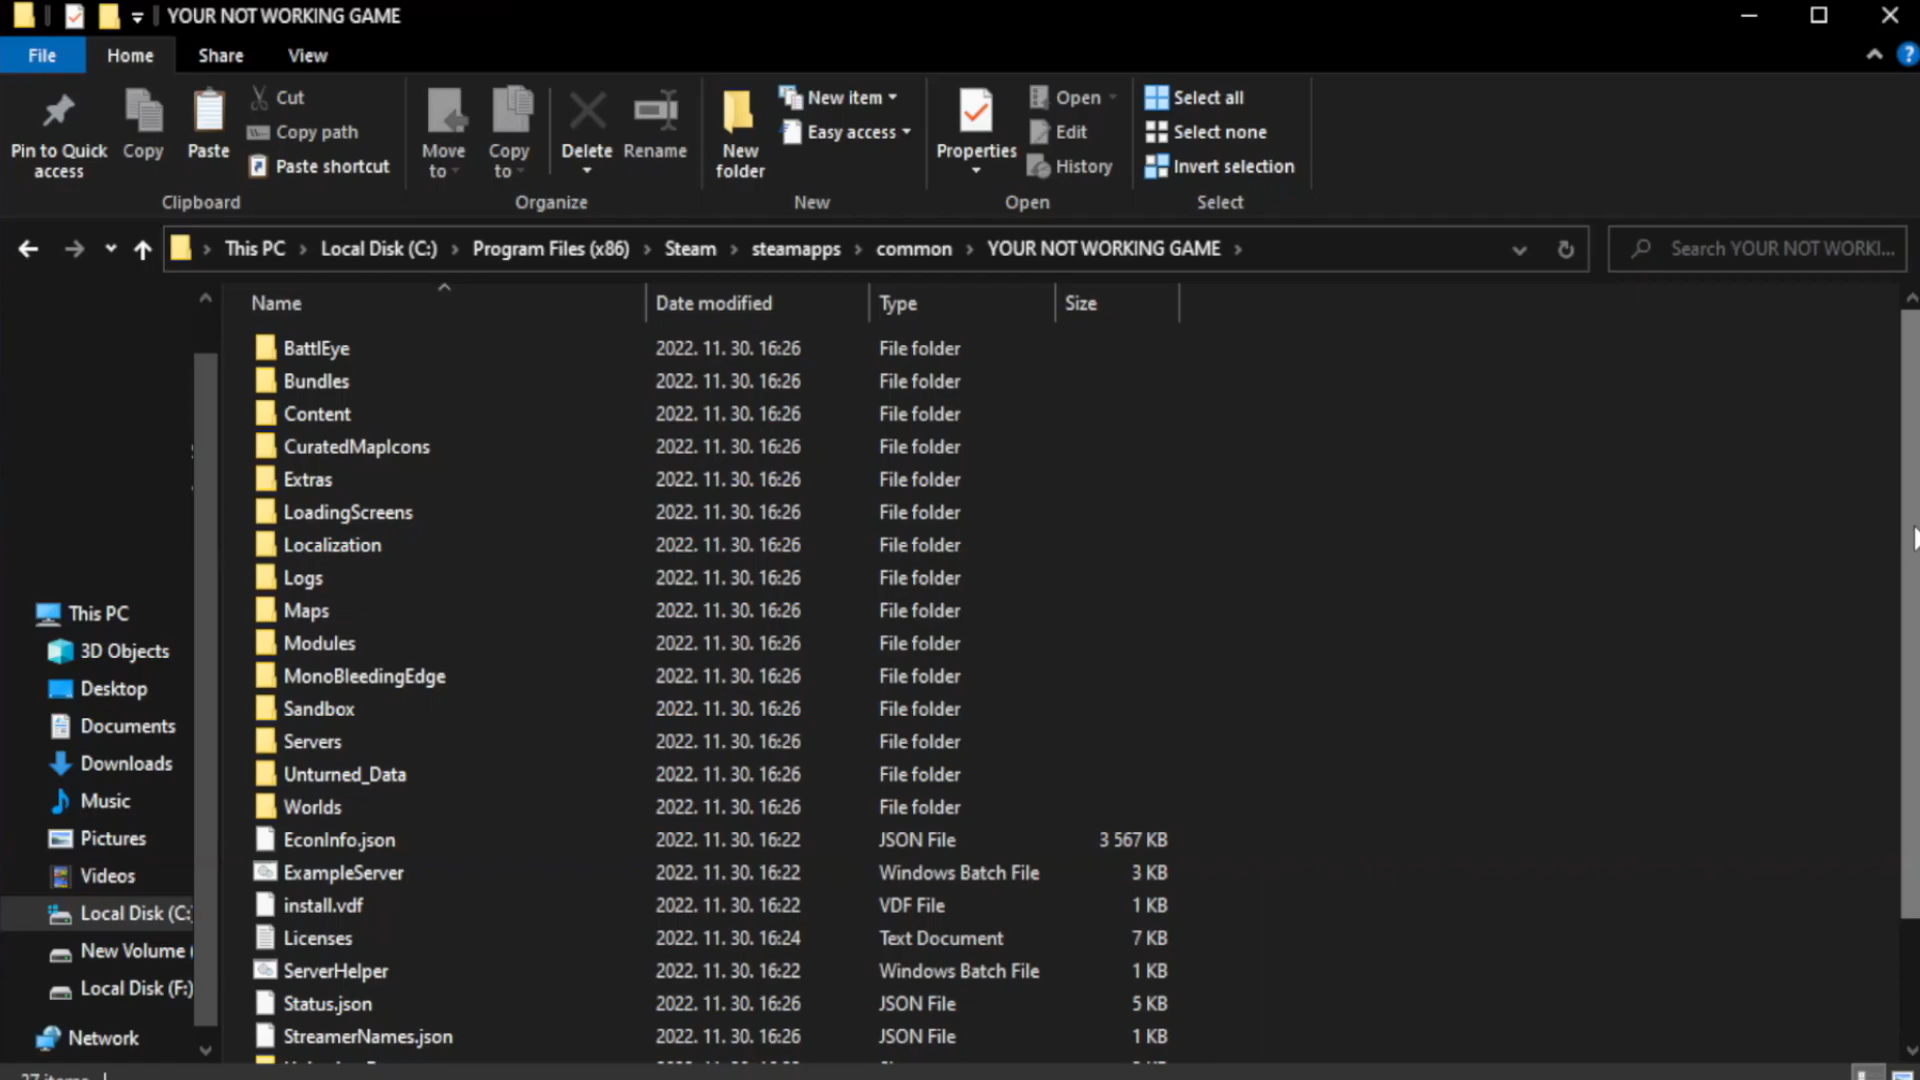 YOUR NOT WORKING GAME
File Home Share View
Pin to Quick access
Copy
Paste
Cut
Copy path
Paste shortcut
Move to
Copy to
Delete
Rename
New folder
New item
Easy access
Properties
Open
Edit
History
Select all
Select none
Invert selection
Clipboard Organize New Open Select
This PC Local Disk (C:) Program Files (x86) Steam steamapps common YOUR NOT WORKING GAME
Search YOUR NOT WORKI...
Name Date modified Type Size
BattlEye 2022. 11. 30. 16:26 File folder
Bundles 2022. 11. 30. 16:26 File folder
Content 2022. 11. 30. 16:26 File folder
CuratedMapIcons 2022. 11. 30. 16:26 File folder
Extras 2022. 11. 30. 16:26 File folder
LoadingScreens 2022. 11. 30. 16:26 File folder
Localization 2022. 11. 30. 16:26 File folder
Logs 2022. 11. 30. 16:26 File folder
Maps 2022. 11. 30. 16:26 File folder
Modules 2022. 11. 30. 16:26 File folder
MonoBleedingEdge 2022. 11. 30. 16:26 File folder
Sandbox 2022. 11. 30. 16:26 File folder
Servers 2022. 11. 30. 16:26 File folder
Unturned_Data 2022. 11. 30. 16:26 File folder
Worlds 2022. 11. 30. 16:26 File folder
EconInfo.json 2022. 11. 30. 16:22 JSON File 3 567 KB
ExampleServer 2022. 11. 30. 16:22 Windows Batch File 3 KB
install.vdf 2022. 11. 30. 16:22 VDF File 1 KB
Licenses 2022. 11. 30. 16:24 Text Document 7 KB
ServerHelper 2022. 11. 30. 16:22 Windows Batch File 1 KB
Status.json 2022. 11. 30. 16:26 JSON File 5 KB
StreamerNames.json 2022. 11. 30. 16:26 JSON File 1 KB
This PC
3D Objects
Desktop
Documents
Downloads
Music
Pictures
Videos
Local Disk (C:
New Volume (
Local Disk (F:)
Network